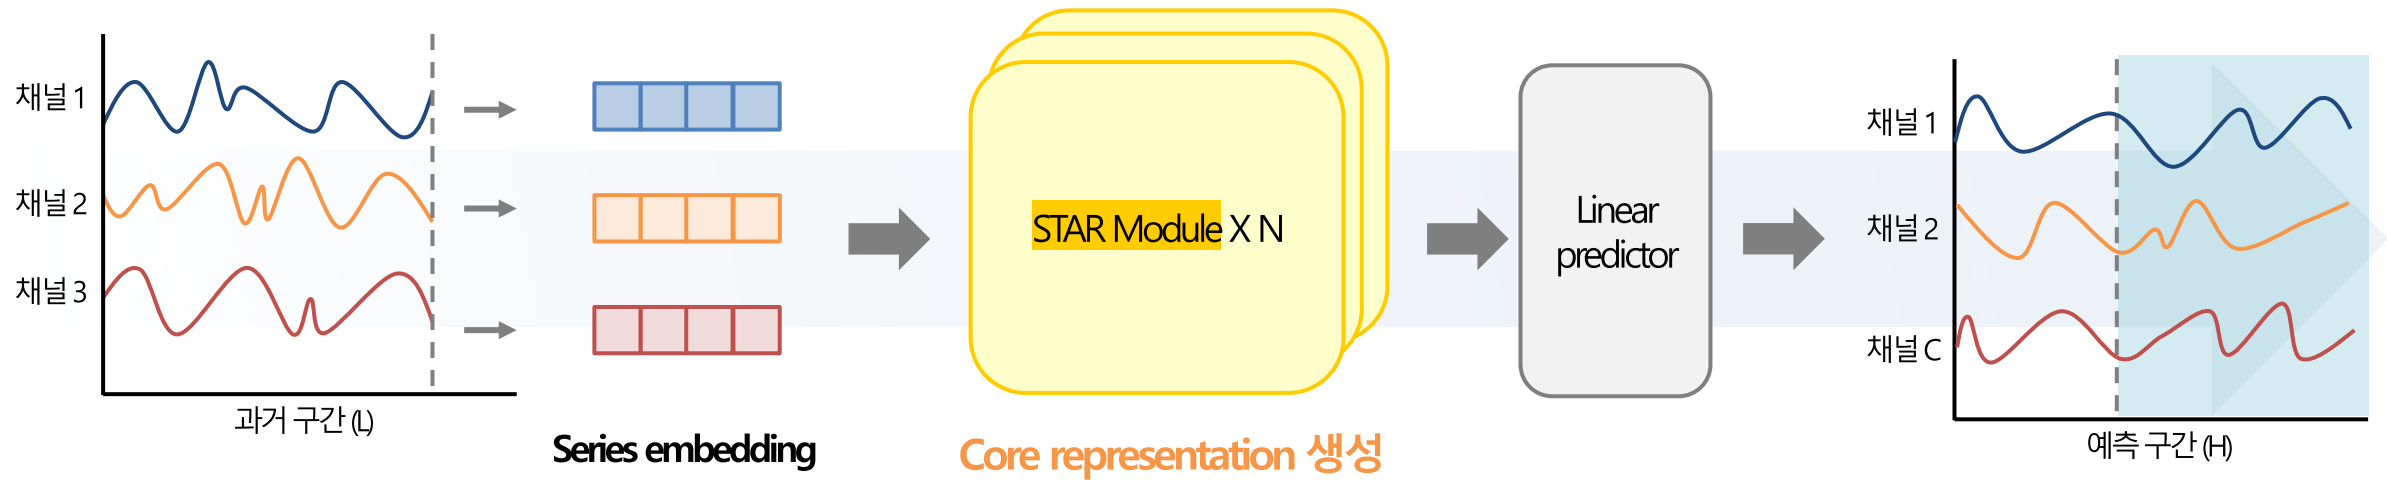 채널 1
채널 2
채널 3
과거 구간 (L)
Series embedding
STAR Module X N
Core representation 생성
Linear
predictor
채널 1
채널 2
채널 C
예측 구간 (H)